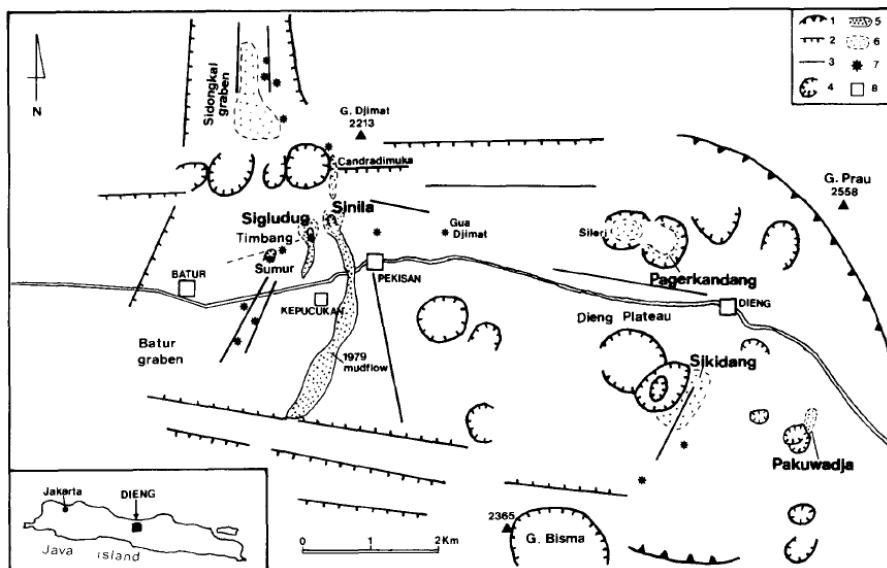 1
2
3
4
5
6
7
8
N
Sidongkal
graben
G. Djimat
2213
Candradimuka
G. Prau
2558
Sigludug
Sinila
Timbang
Sumur
Gua
Djimat
Sileri
Pagerkandang
BATUR
PEKISAN
KEPUCUKAN
DIENG
Dieng Plateau
Batur
graben
1979
mudflow
Sikidang
Pakuwadja
2365
G. Bisma
0 1 2 Km
Jakarta
DIENG
Java island